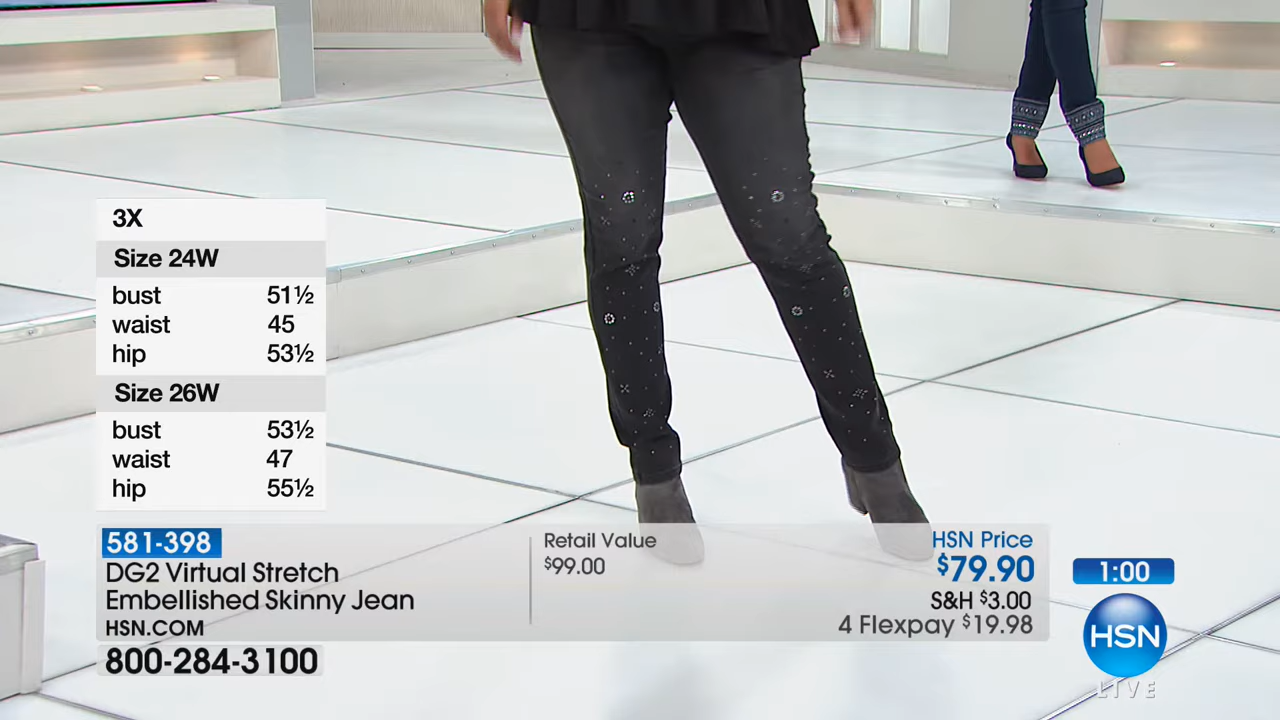 3X
Size 24W
bust 51½
waist 45
hip 53½
Size 26W
bust 53½
waist 47
hip 55½
581-398
DG2 Virtual Stretch
Embellished Skinny Jean
HSN.COM
800-284-3100
Retail Value
$99.00
HSN Price
$79.90
S&H $3.00
4 Flexpay $19.98
1:00
HSN
LIVE